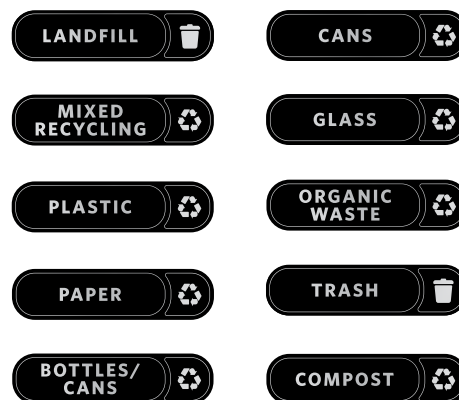 LANDFILL
MIXED
RECYCLING
PLASTIC
PAPER
BOTTLES/
CANS
CANS
GLASS
ORGANIC
WASTE
TRASH
COMPOST